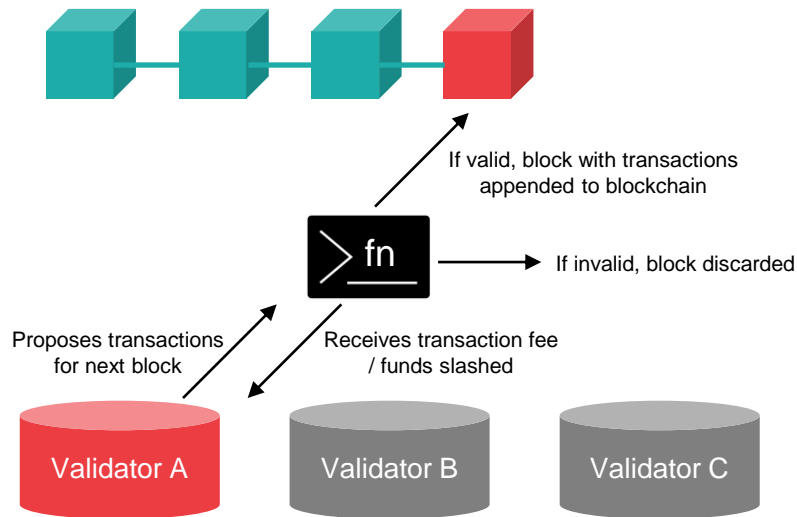 If valid, block with transactions
appended to blockchain
fn
If invalid, block discarded
Proposes transactions
for next block
Receives transaction fee
/ funds slashed
Validator A
Validator B
Validator C